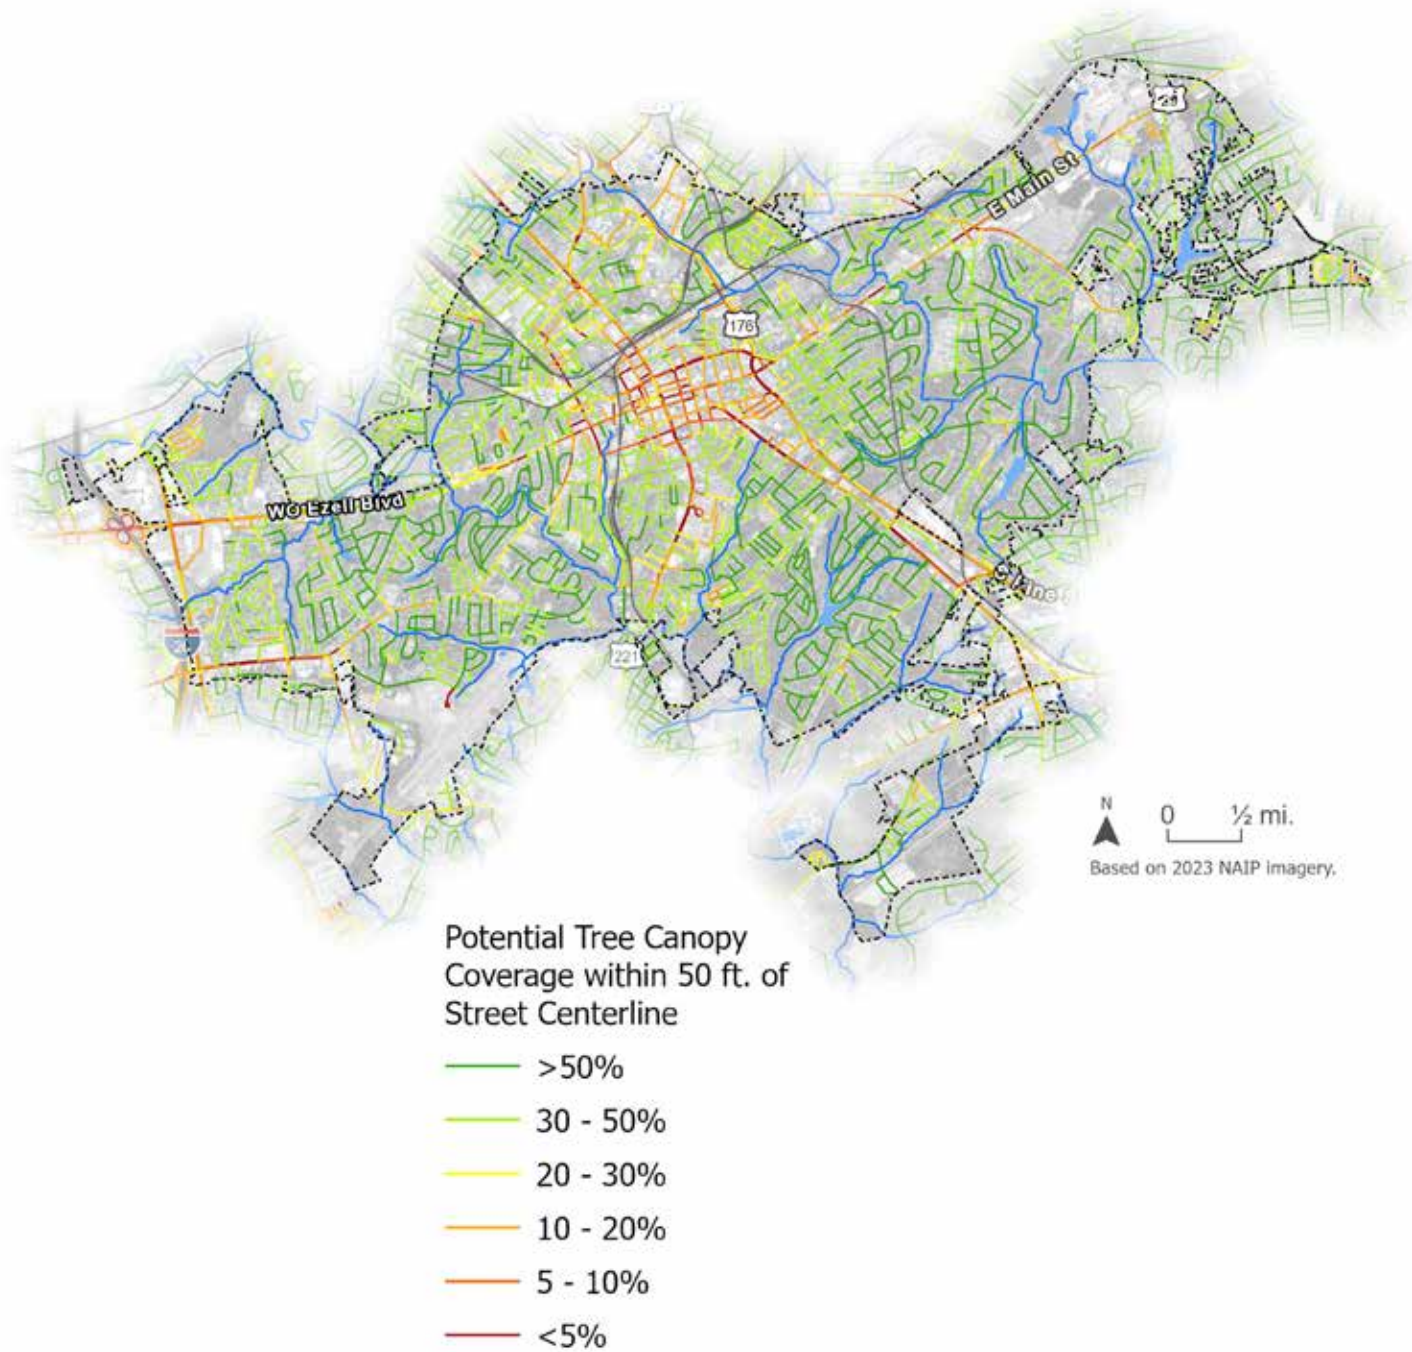 29
E Main St
176
WO Ezell Blvd
221
N
0 ½ mi.
Based on 2023 NAIP imagery.
Potential Tree Canopy
Coverage within 50 ft. of
Street Centerline
>50%
30 - 50%
20 - 30%
10 - 20%
5 - 10%
<5%